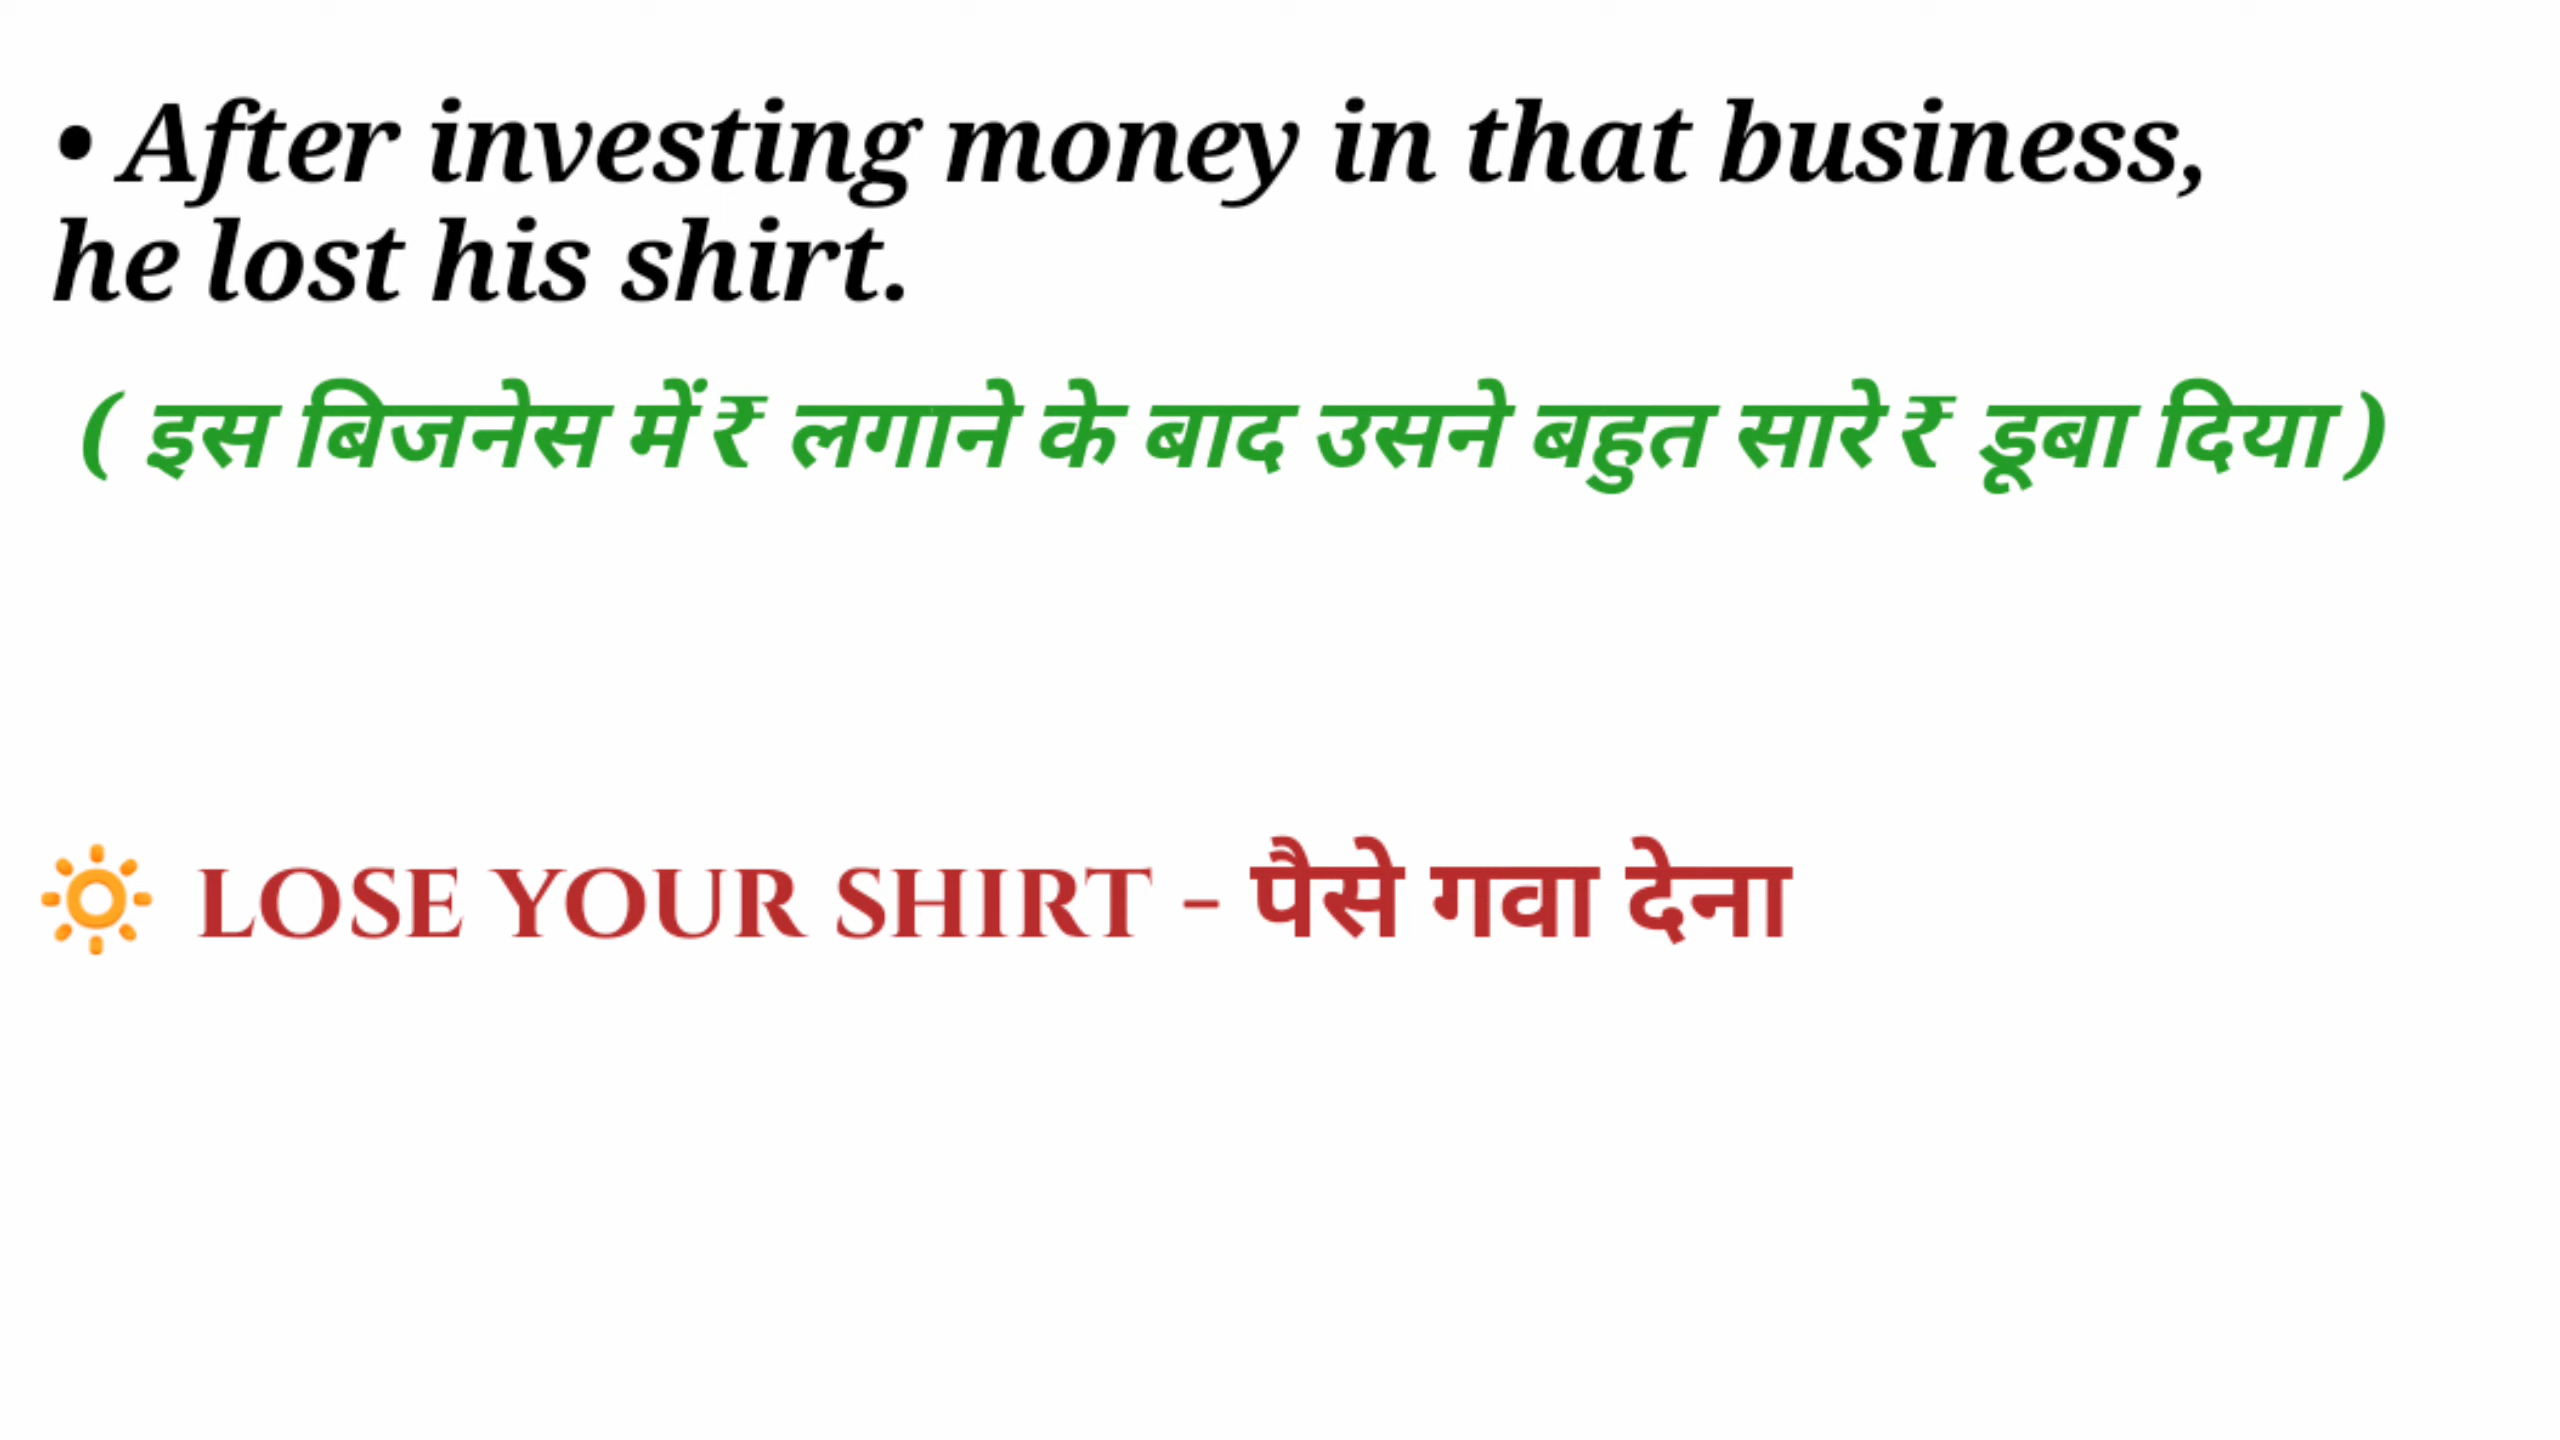 • After investing money in that business,
he lost his shirt.
( इस बिजनेस में ₹ लगाने के बाद उसने बहुत सारे ₹ डूबा दिया )
🔆 LOSE YOUR SHIRT - पैसे गवा देना